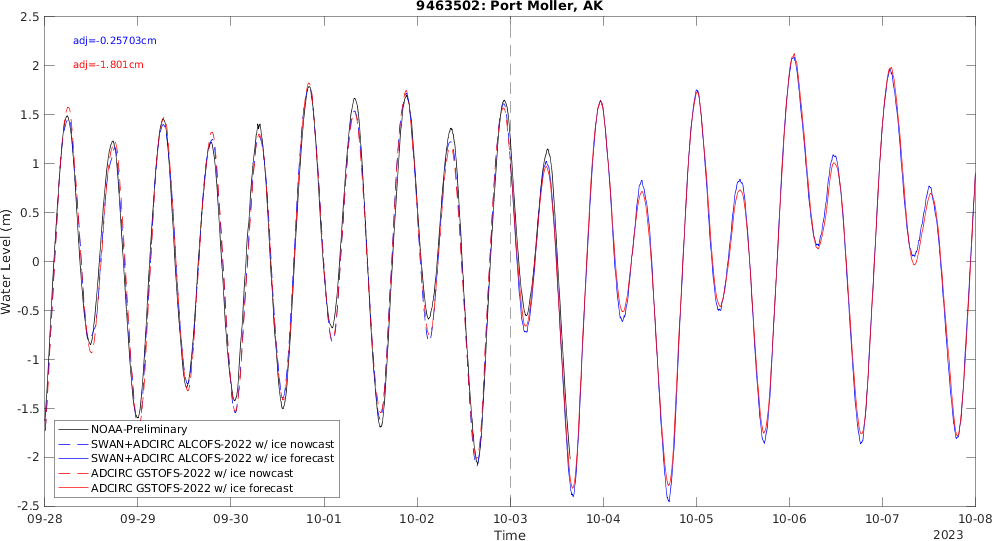 9463502: Port Moller, AK
adj=-0.25703cm
adj=-1.801cm
Water Level (m)
2.5
2
1.5
1
0.5
0
-0.5
-1
-1.5
-2
-2.5
NOAA-Preliminary
SWAN+ADCIRC ALCOFS-2022 w/ ice nowcast
SWAN+ADCIRC ALCOFS-2022 w/ ice forecast
ADCIRC GSTOFS-2022 w/ ice nowcast
ADCIRC GSTOFS-2022 w/ ice forecast
09-28 09-29 09-30 10-01 10-02 10-03 10-04 10-05 10-06 10-07 10-08
Time
2023